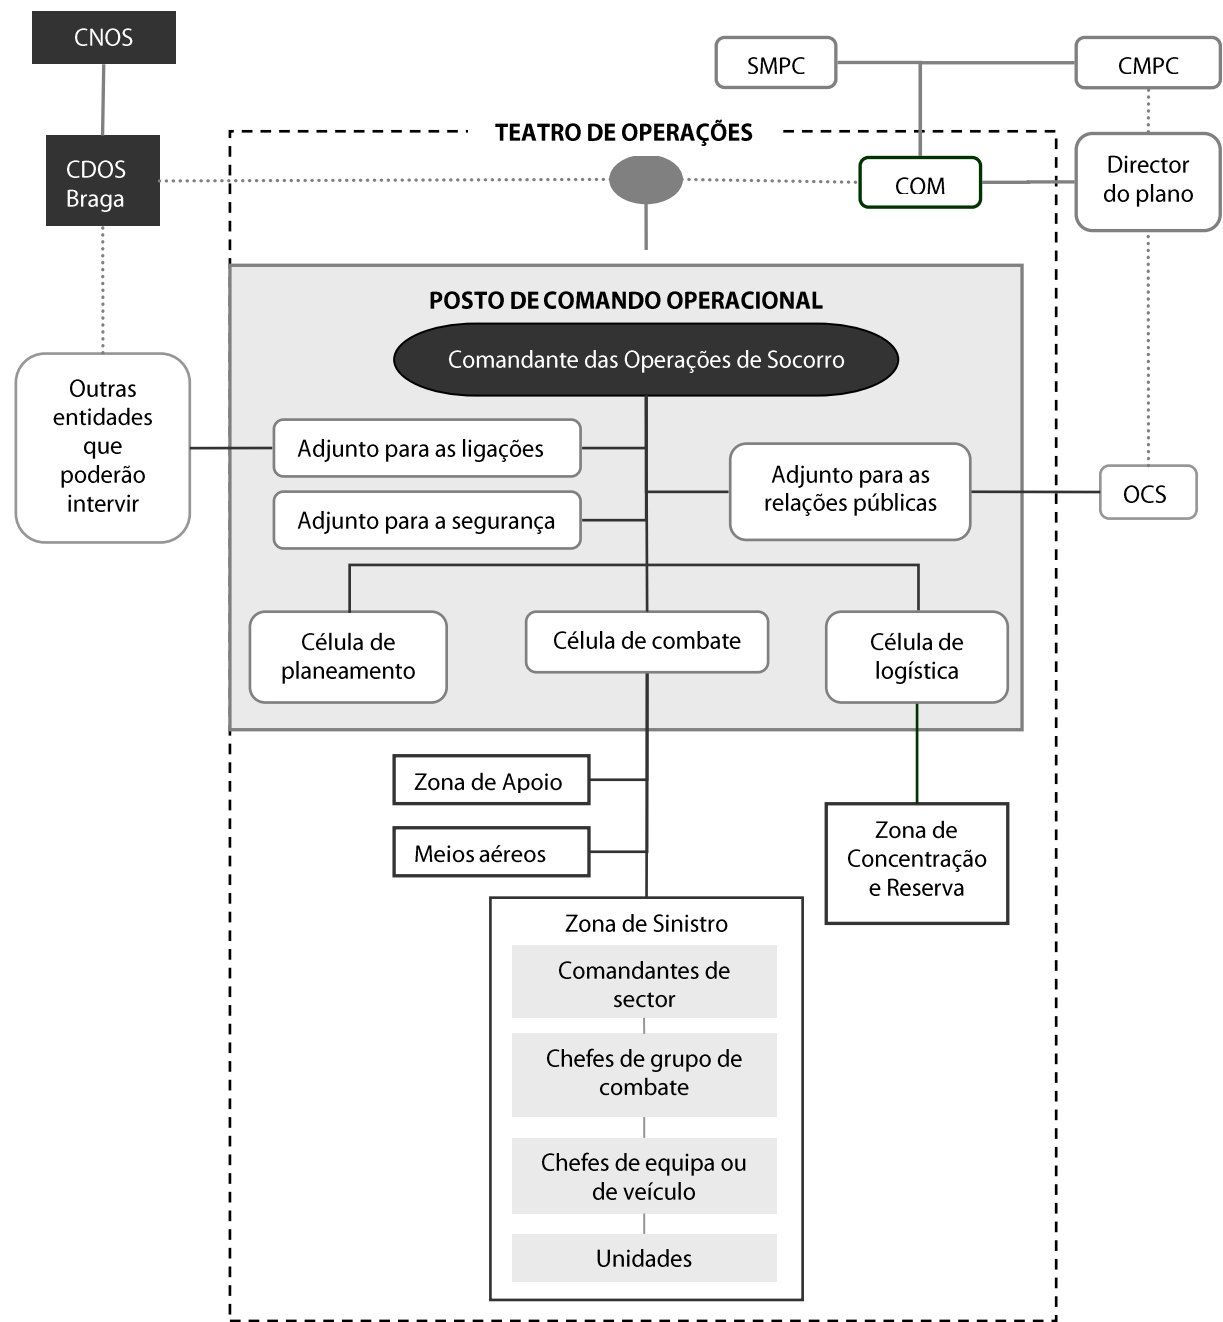 CNOS
SMPC
CMPC
TEATRO DE OPERAÇÕES
CDOS
Braga
COM
Director
do plano
POSTO DE COMANDO OPERACIONAL
Comandante das Operações de Socorro
Outras
entidades
que
poderão
intervir
Adjunto para as ligações
Adjunto para as
relações públicas
OCS
Adjunto para a segurança
Célula de
planeamento
Célula de combate
Célula de
logística
Zona de Apoio
Meios aéreos
Zona de
Concentração
e Reserva
Zona de Sinistro
Comandantes de
sector
Chefes de grupo de
combate
Chefes de equipa ou
de veículo
Unidades